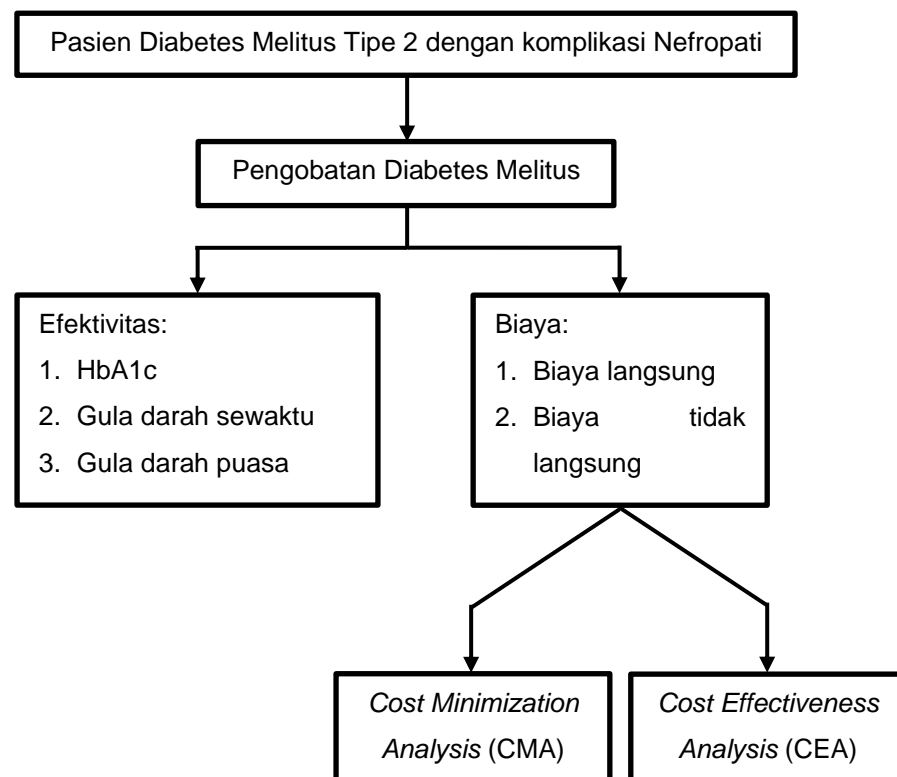 Pasien Diabetes Melitus Tipe 2 dengan komplikasi Nefropati
Pengobatan Diabetes Melitus
Efektivitas:
1. HbA1c
2. Gula darah sewaktu
3. Gula darah puasa
Biaya:
1. Biaya langsung
2. Biaya tidak
langsung
Cost Minimization
Analysis (CMA)
Cost Effectiveness
Analysis (CEA)